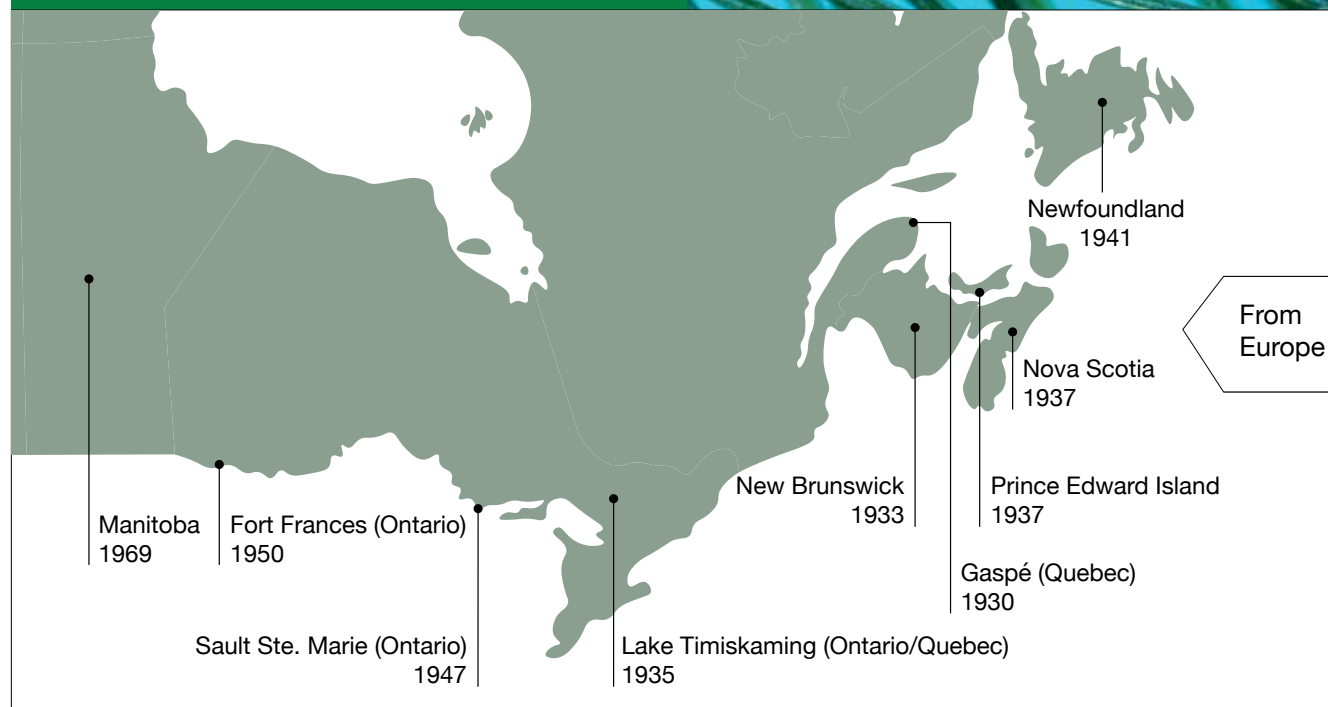 Newfoundland
1941
From
Europe
Nova Scotia
1937
New Brunswick
1933
Prince Edward Island
1937
Manitoba
1969
Fort Frances (Ontario)
1950
Gaspé (Quebec)
1930
Sault Ste. Marie (Ontario)
1947
Lake Timiskaming (Ontario/Quebec)
1935